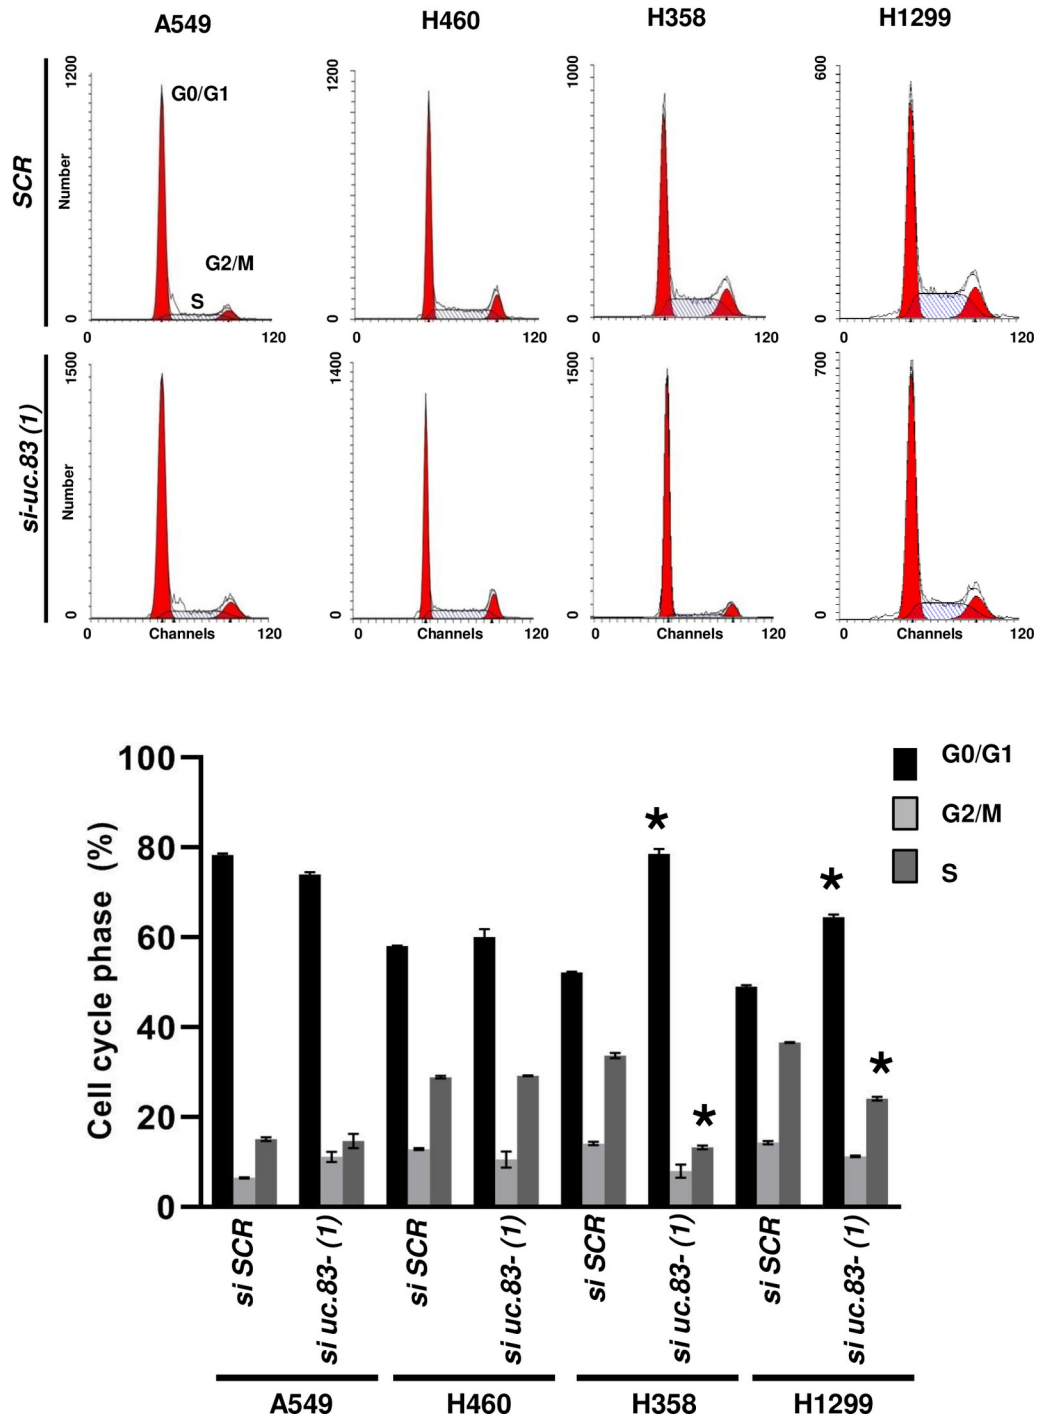 A549 H460 H358 H1299
SCR
Number
1200 1200 1000 600
G0/G1
G2/M
S
0 0 0 0
0 120 0 120 0 120 0 120
si-uc.83 (1)
Number
1500 1400 1500 700
0 0 0 0
0 Channels 120 0 Channels 120 0 Channels 120 0 Channels 120
Cell cycle phase (%)
100
80
60
40
20
0
G0/G1
G2/M
S
* *
* *
si SCR si uc.83- (1) si SCR si uc.83- (1) si SCR si uc.83- (1) si SCR si uc.83- (1)
A549 H460 H358 H1299